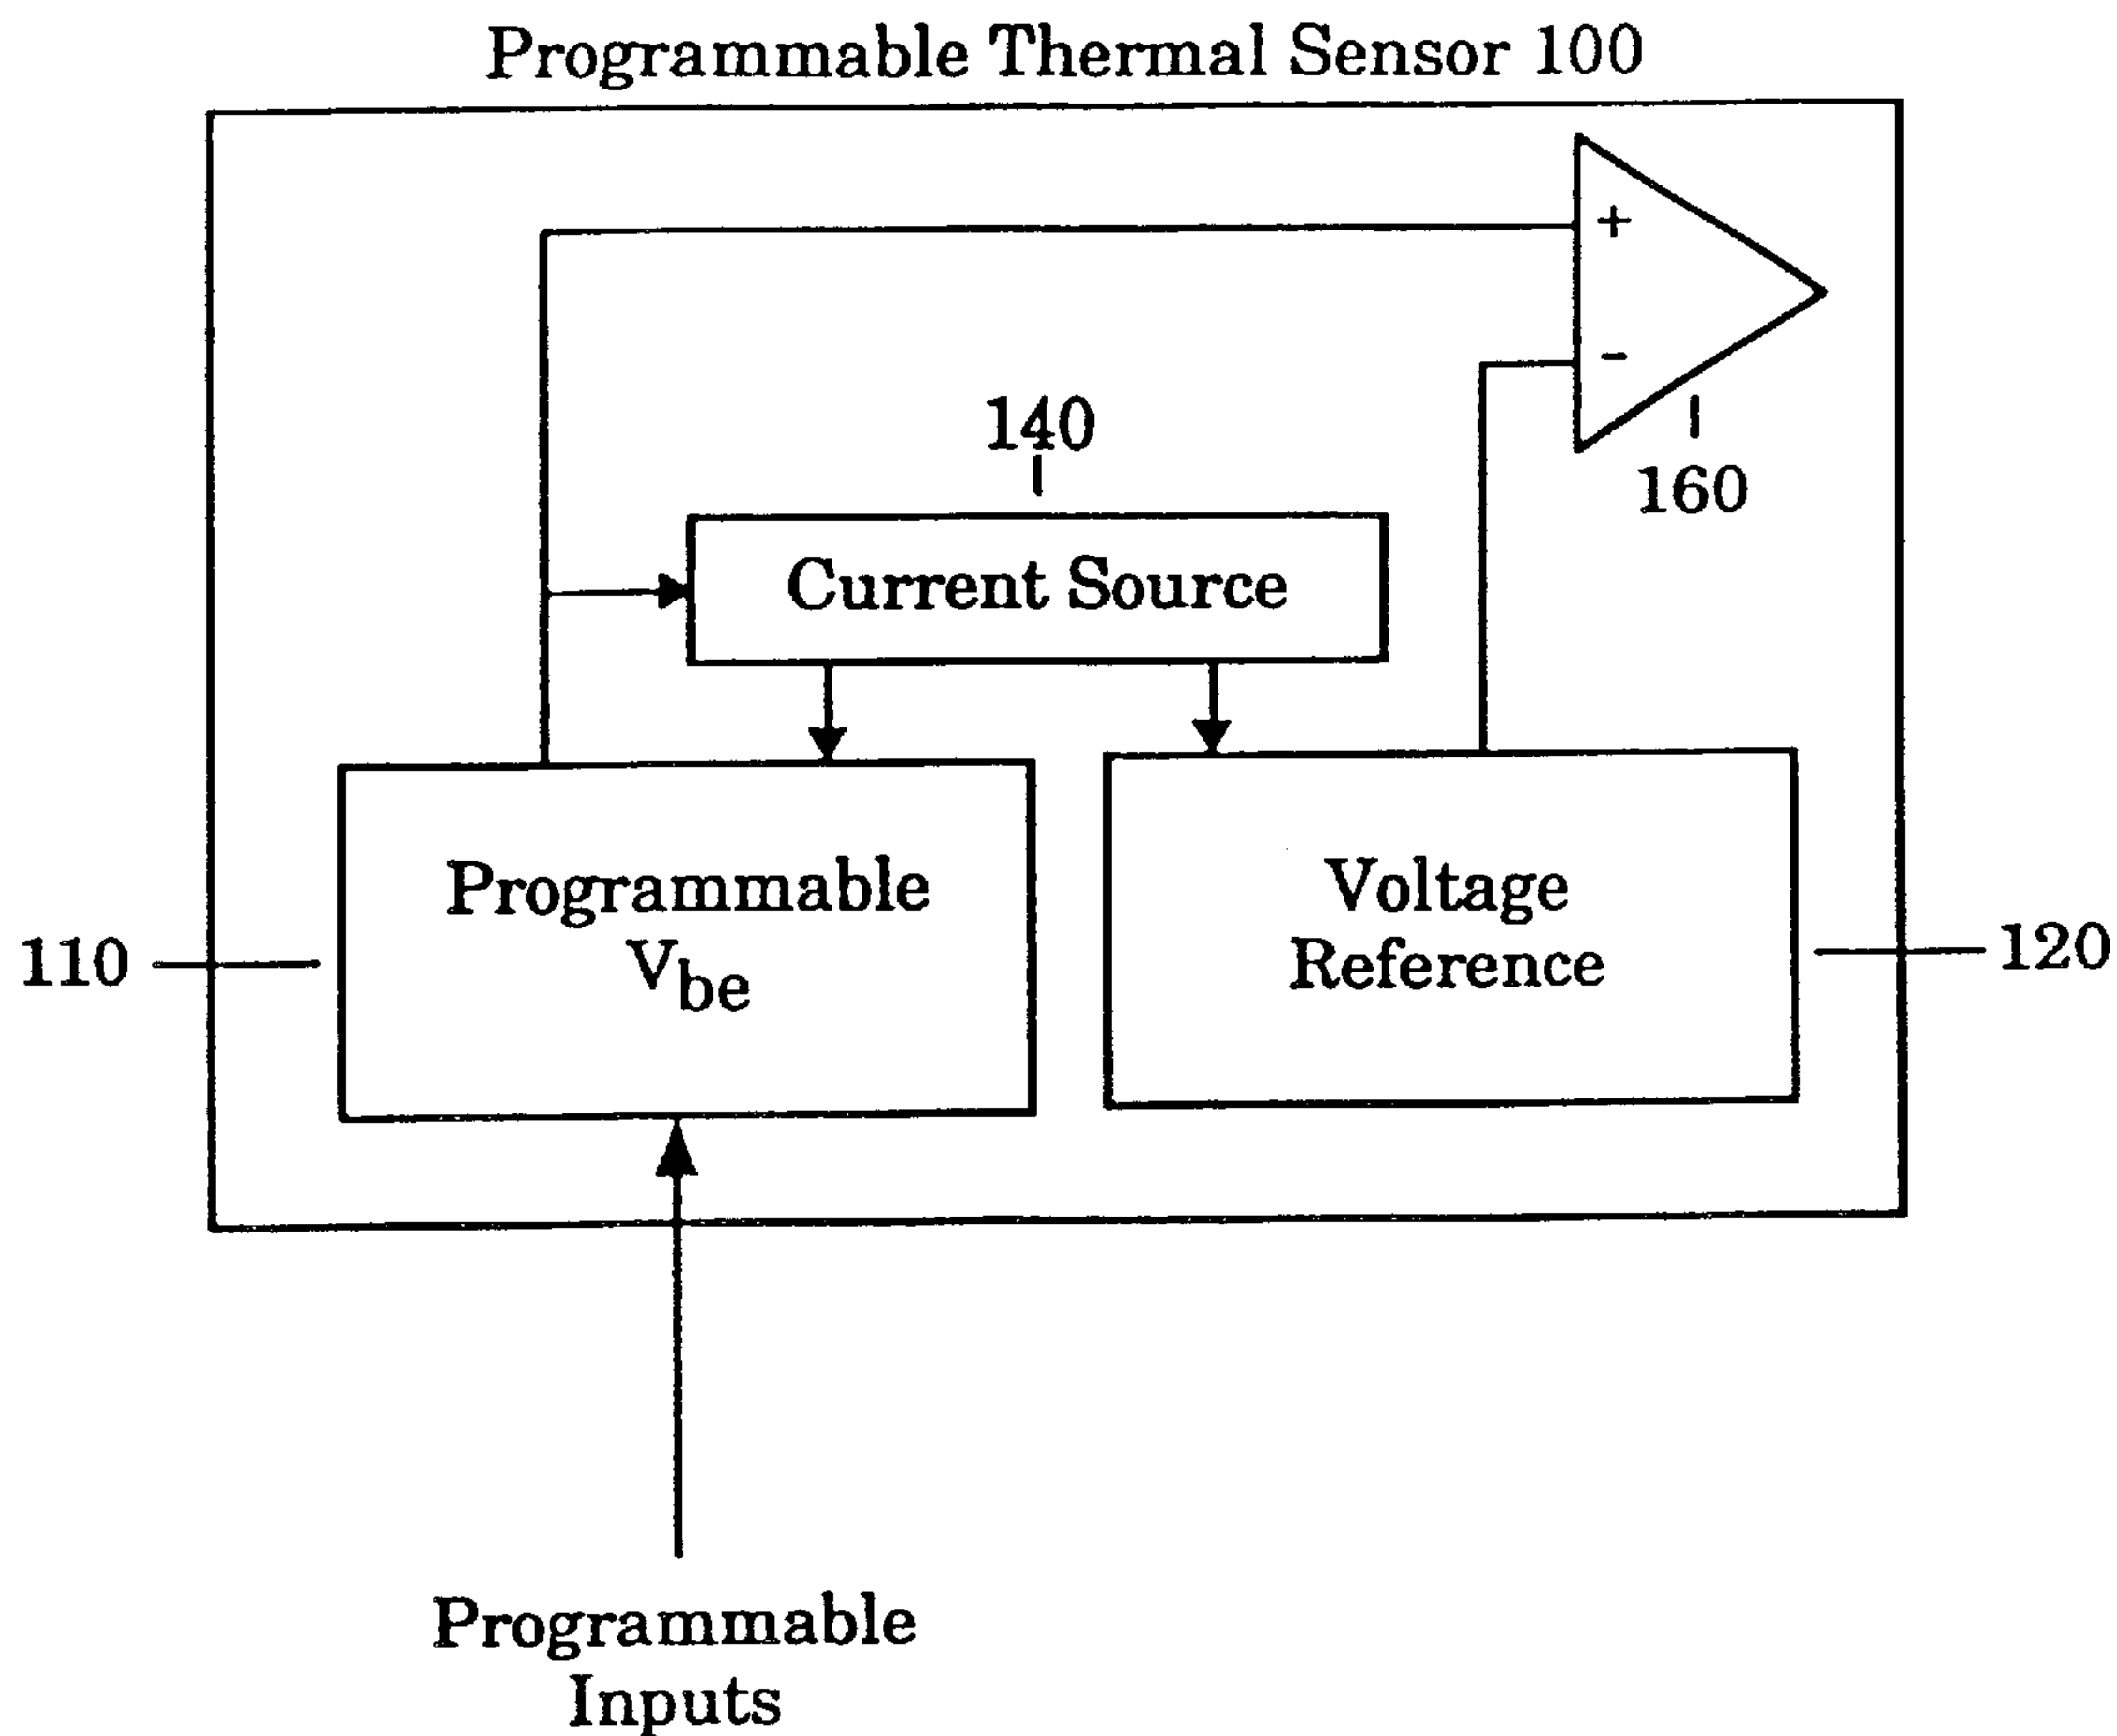 Programmable Thermal Sensor 100
+
-
140
160
Current Source
Programmable
Vbe
Voltage
Reference
110
120
Programmable
Inputs